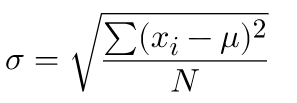 σ = √(∑(xᵢ − μ)² / N)